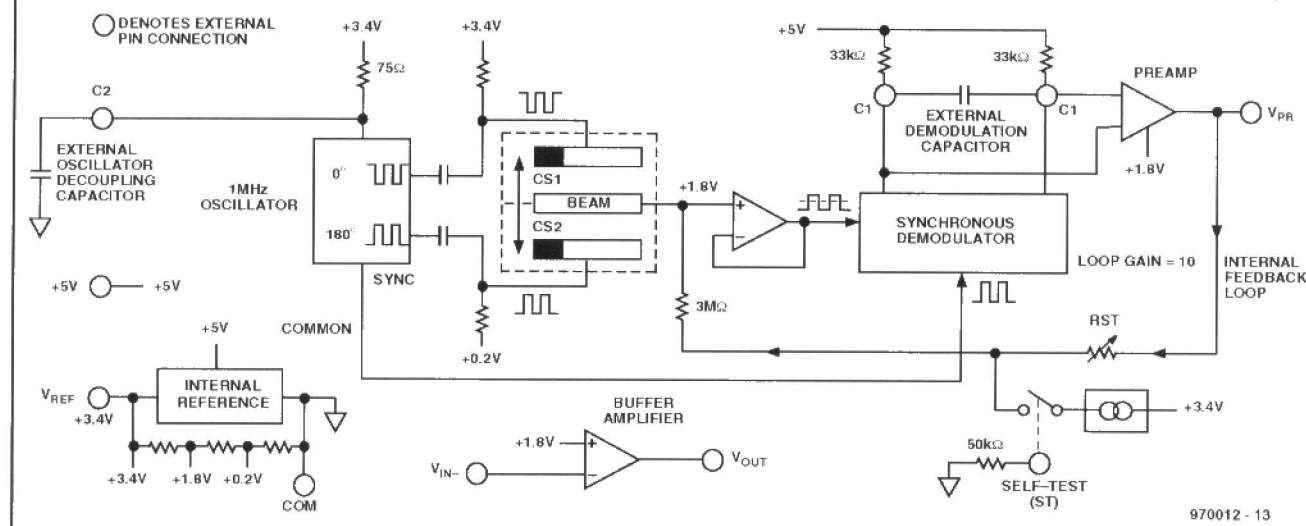 DENOTES EXTERNAL
PIN CONNECTION
+3.4V
+3.4V
+5V
75Ω
33kΩ
33kΩ
PREAMP
C2
C1
C1
V_PR
EXTERNAL
OSCILLATOR
DECOUPLING
CAPACITOR
EXTERNAL
DEMODULATION
CAPACITOR
+1.8V
1MHz
OSCILLATOR
0°
180°
SYNC
CS1
BEAM
CS2
+1.8V
+
−
SYNCHRONOUS
DEMODULATOR
LOOP GAIN = 10
INTERNAL
FEEDBACK
LOOP
+5V
+5V
COMMON
+0.2V
3MΩ
RST
+5V
INTERNAL
REFERENCE
V_REF
+3.4V
+3.4V
+1.8V
+0.2V
COM
BUFFER
AMPLIFIER
+1.8V
+
V_IN−
−
V_OUT
+3.4V
50kΩ
SELF–TEST
(ST)
970012 - 13